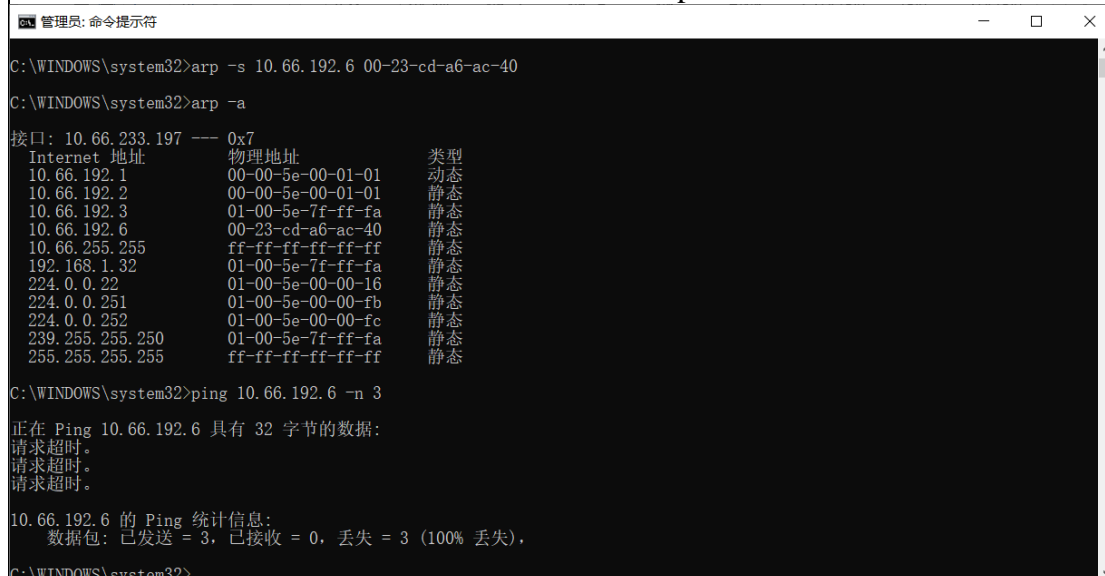 管理员: 命令提示符
C:\WINDOWS\system32>arp -s 10.66.192.6 00-23-cd-a6-ac-40
C:\WINDOWS\system32>arp -a
接口: 10.66.233.197 --- 0x7
Internet 地址 物理地址 类型
10.66.192.1 00-00-5e-00-01-01 动态
10.66.192.2 00-00-5e-00-01-01 静态
10.66.192.3 01-00-5e-7f-ff-fa 静态
10.66.192.6 00-23-cd-a6-ac-40 静态
10.66.255.255 ff-ff-ff-ff-ff-ff 静态
192.168.1.32 01-00-5e-7f-ff-fa 静态
224.0.0.22 01-00-5e-00-00-16 静态
224.0.0.251 01-00-5e-00-00-fb 静态
224.0.0.252 01-00-5e-00-00-fc 静态
239.255.255.250 01-00-5e-7f-ff-fa 静态
255.255.255.255 ff-ff-ff-ff-ff-ff 静态
C:\WINDOWS\system32>ping 10.66.192.6 -n 3
正在 Ping 10.66.192.6 具有 32 字节的数据:
请求超时。
请求超时。
请求超时。
10.66.192.6 的 Ping 统计信息:
数据包: 已发送 = 3，已接收 = 0，丢失 = 3 (100% 丢失)，
C:\WINDOWS\system32>